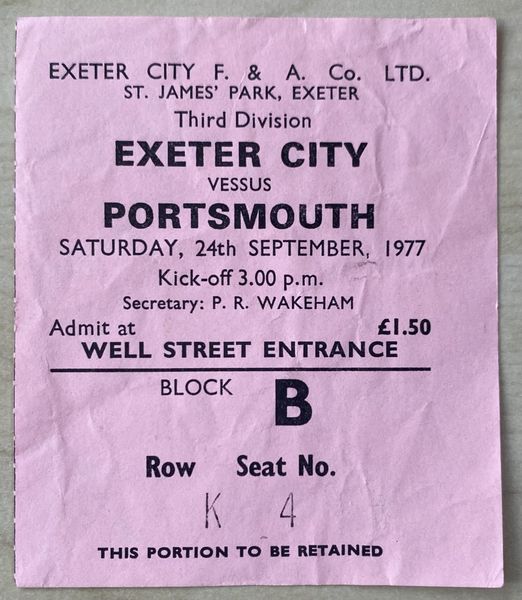 EXETER CITY F. & A. Co. LTD.
ST. JAMES' PARK, EXETER
Third Division
EXETER CITY
VESSUS
PORTSMOUTH
SATURDAY, 24th SEPTEMBER, 1977
Kick-off 3.00 p.m.
Secretary: P. R. WAKEHAM
Admit at £1.50
WELL STREET ENTRANCE
BLOCK B
Row Seat No.
K 4
THIS PORTION TO BE RETAINED